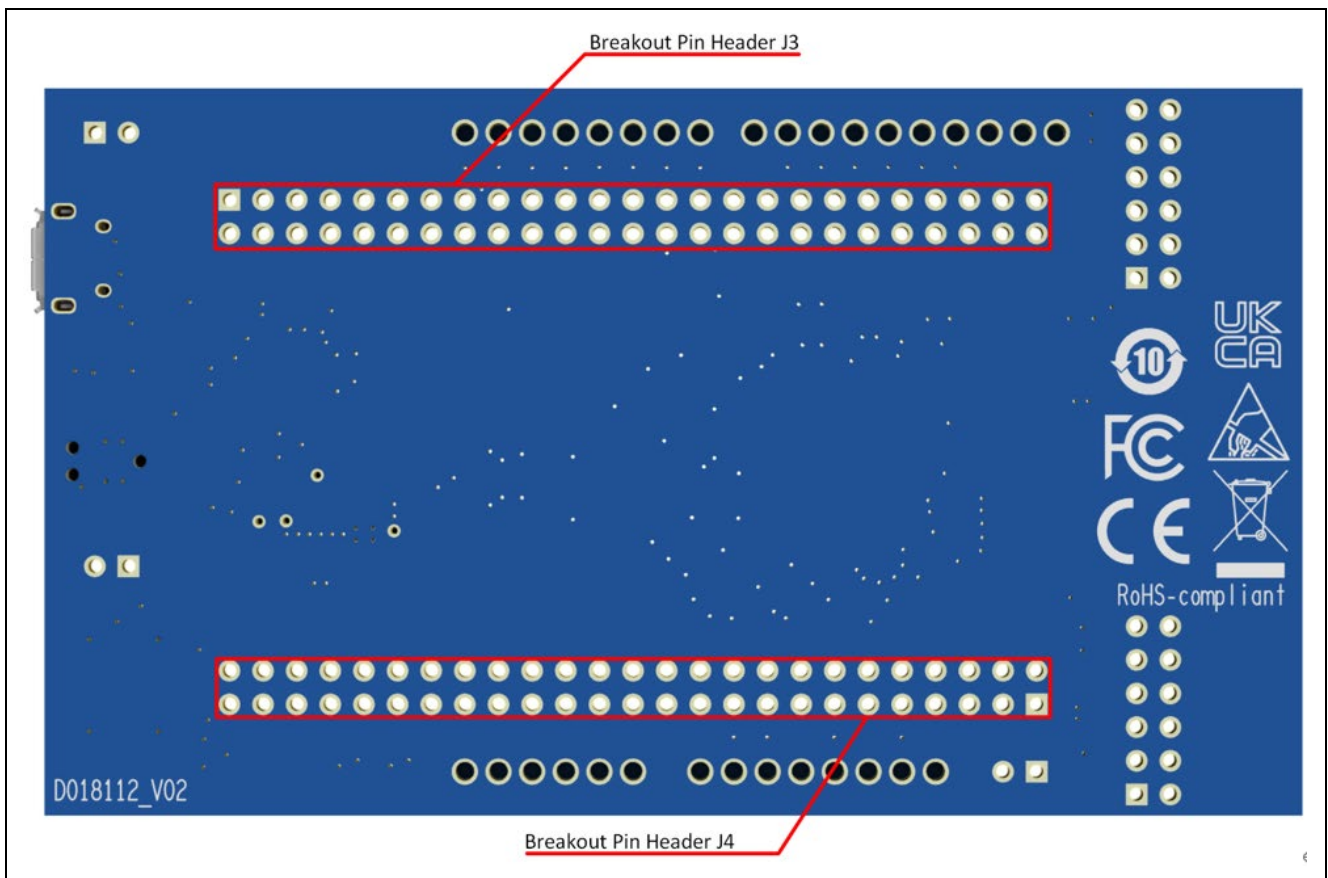 Breakout Pin Header J3
UK
CA
10
FC
CE
RoHS-compliant
D018112_V02
Breakout Pin Header J4